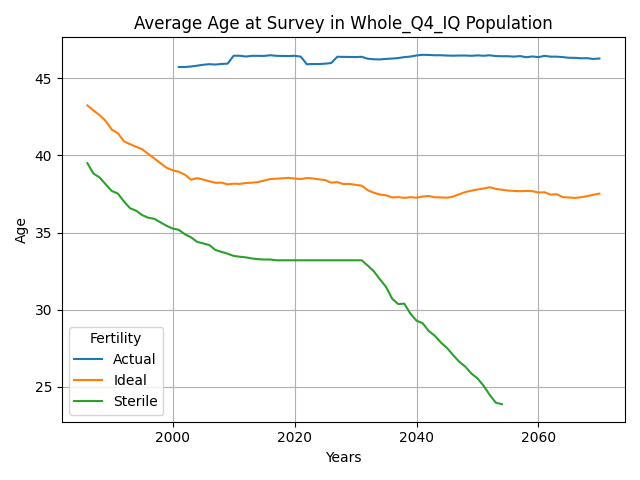 Average Age at Survey in Whole_Q4_IQ Population
Age
45
40
35
30
25
Fertility
Actual
Ideal
Sterile
2000
2020
2040
2060
Years